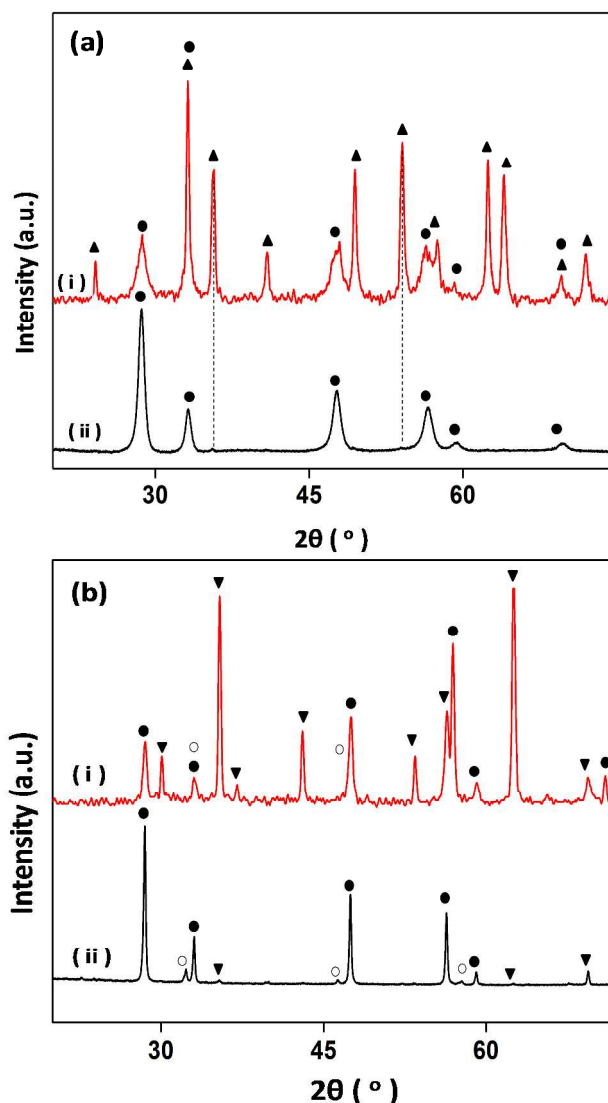 (a)
Intensity (a.u.)
(i)
( ii )
30
45
60
2θ ( ° )
(b)
Intensity (a.u.)
( i )
( ii )
30
45
60
2θ ( ° )